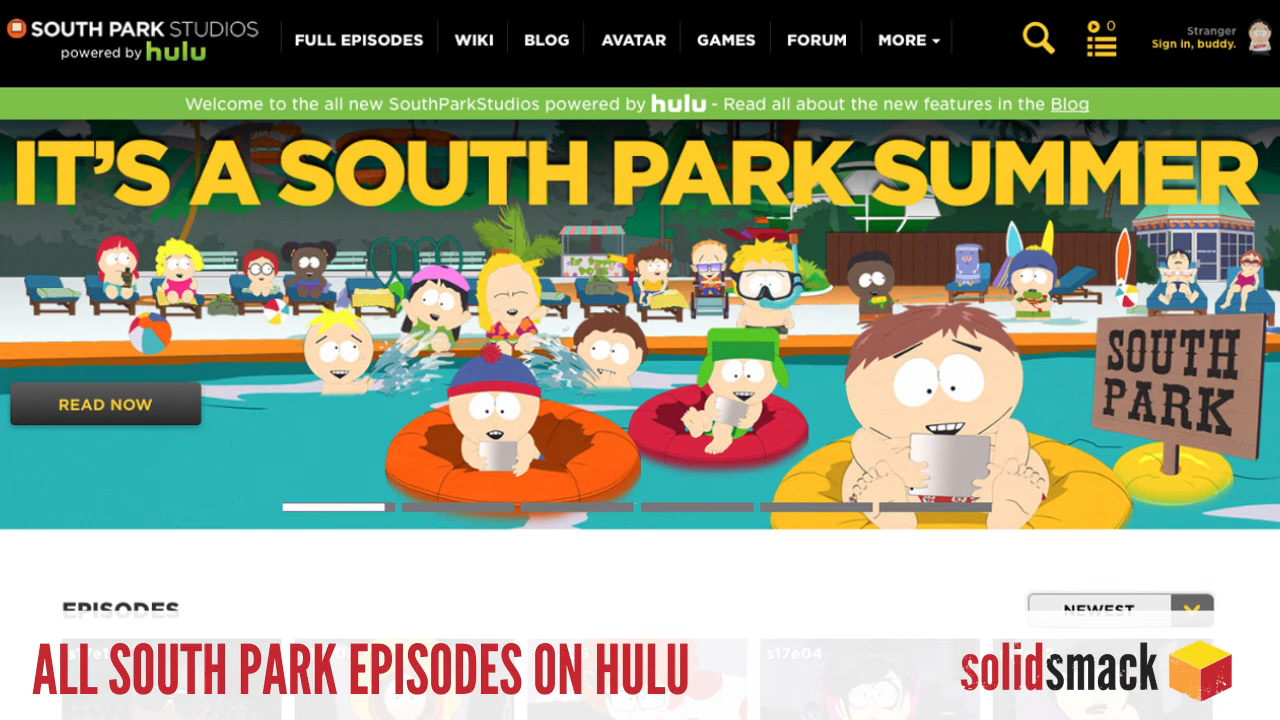 SOUTH PARK STUDIOS
powered by hulu
FULL EPISODES
WIKI
BLOG
AVATAR
GAMES
FORUM
MORE
0
Stranger
Sign in, buddy.
Welcome to the all new SouthParkStudios powered by hulu - Read all about the new features in the Blog
IT'S A SOUTH PARK SUMMER
SOUTH
PARK
READ NOW
EPISODES
NEWEST
s17e04
ALL SOUTH PARK EPISODES ON HULU
solidsmack